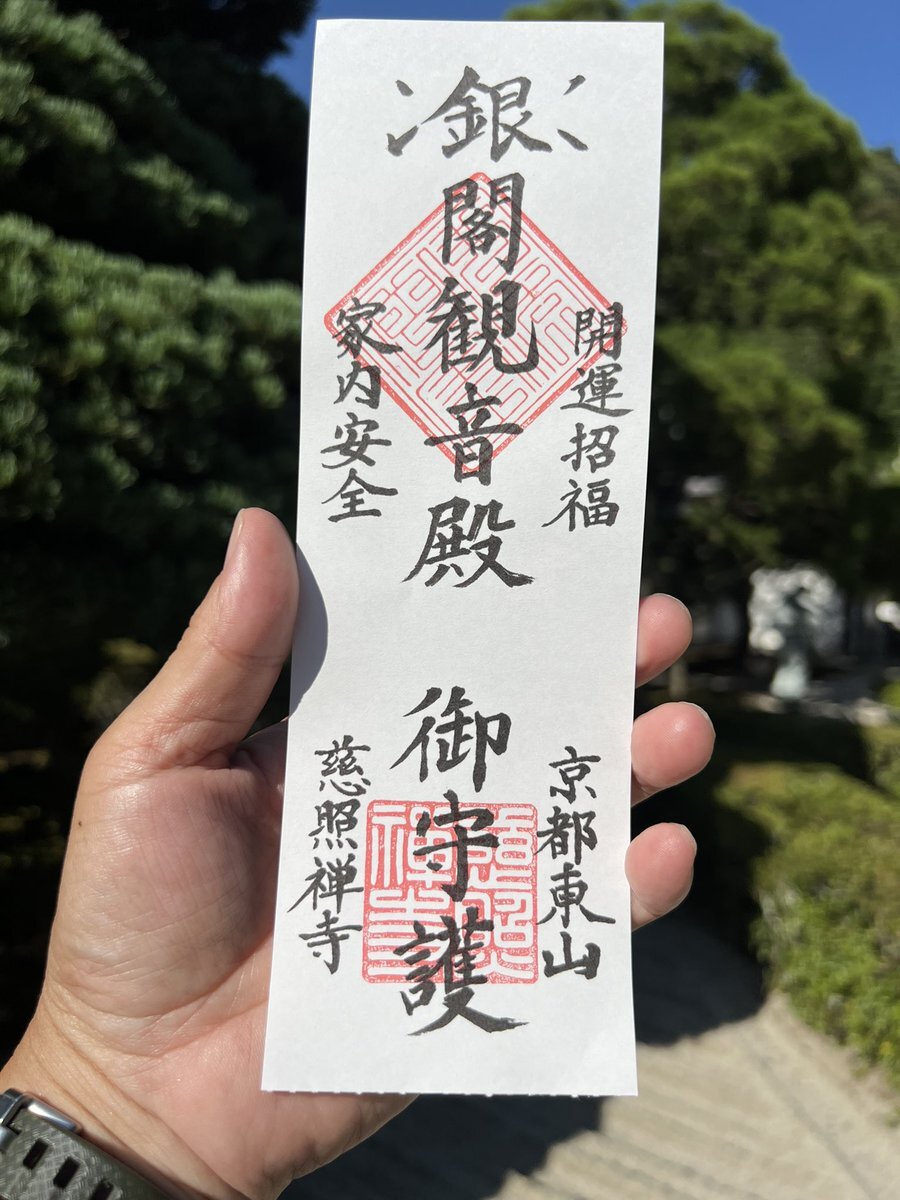 開運招福
銀閣観音殿 御守護
家内安全
京都東山
慈照禅寺